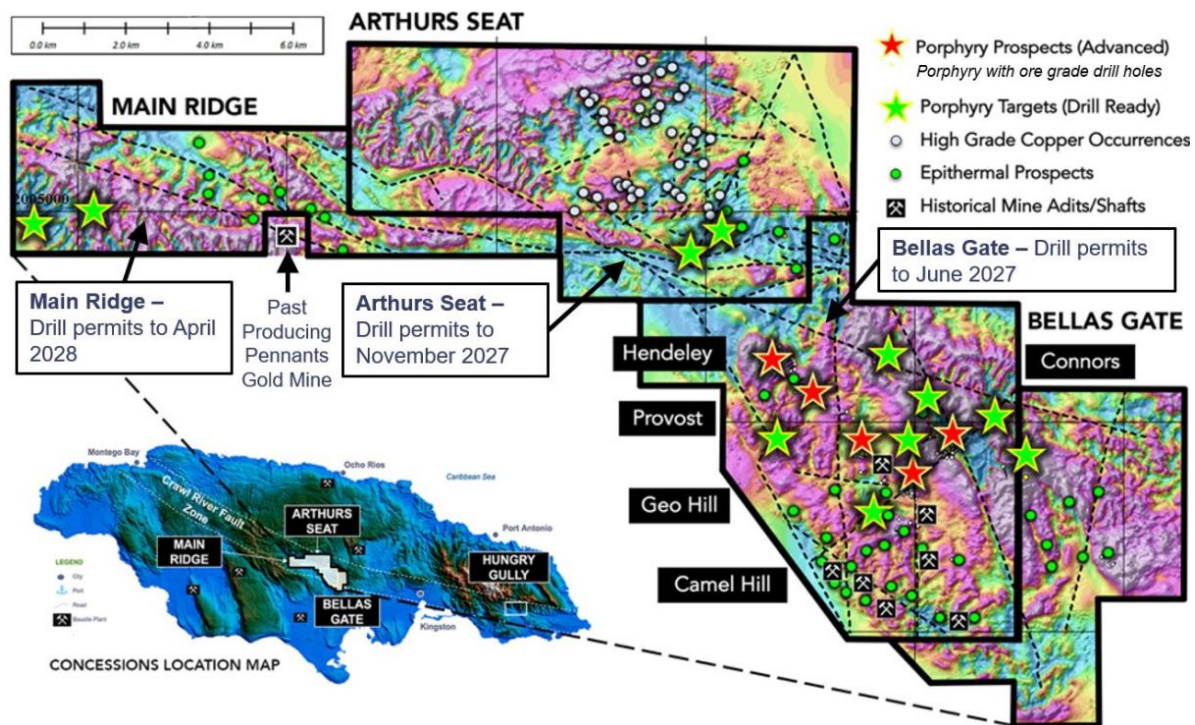 ARTHURS SEAT
0.0 km 2.0 km 4.0 km 6.0 km
MAIN RIDGE
Porphyry Prospects (Advanced)
Porphyry with ore grade drill holes
Porphyry Targets (Drill Ready)
High Grade Copper Occurrences
Epithermal Prospects
Historical Mine Adits/Shafts
2005000
Main Ridge –
Drill permits to April
2028
Past
Producing
Pennants
Gold Mine
Arthurs Seat –
Drill permits to
November 2027
Bellas Gate – Drill permits
to June 2027
BELLAS GATE
Hendeley
Connors
Provost
Geo Hill
Camel Hill
Montego Bay
Ocho Rios
Caribbean Sea
Crawl River Fault
Zone
ARTHURS
SEAT
Port Antonio
MAIN
RIDGE
HUNGRY
GULLY
BELLAS
GATE
Kingston
LEGEND
City
Port
Road
Bauxite Plant
CONCESSIONS LOCATION MAP